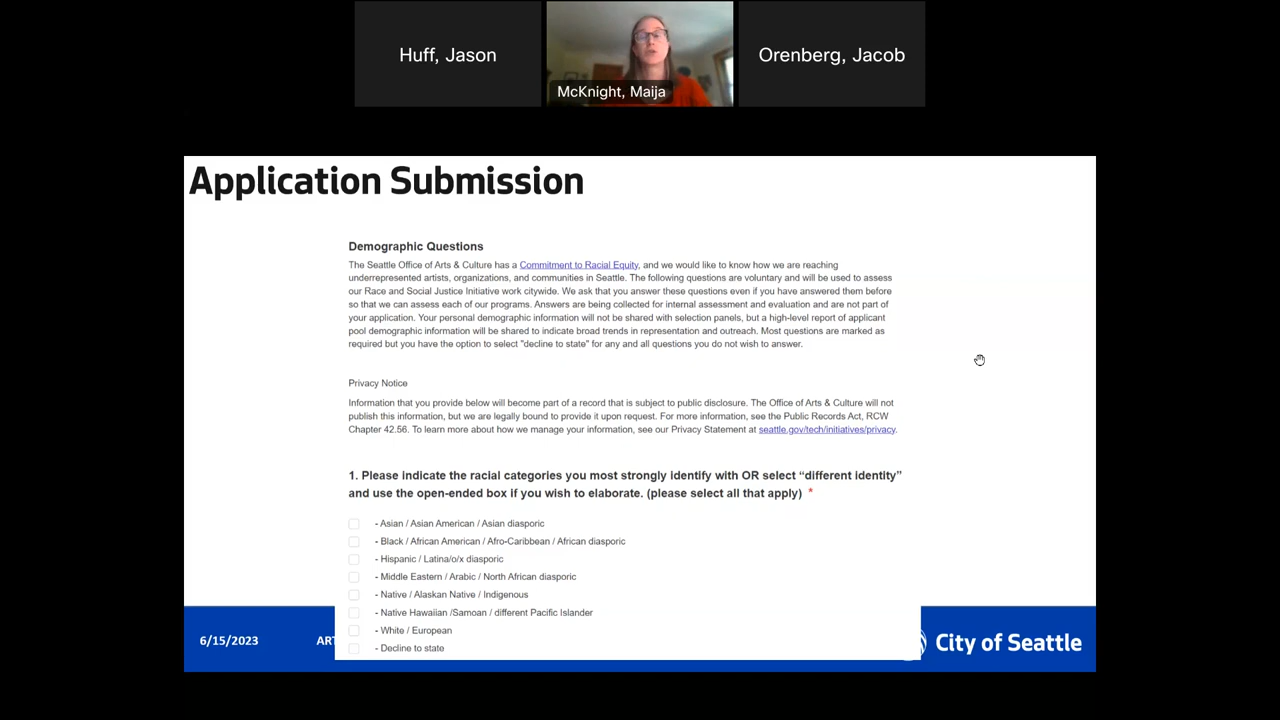 Huff, Jason
McKnight, Maija
Orenberg, Jacob
Application Submission
Demographic Questions
The Seattle Office of Arts & Culture has a Commitment to Racial Equity, and we would like to know how we are reaching
underrepresented artists, organizations, and communities in Seattle. The following questions are voluntary and will be used to assess
our Race and Social Justice Initiative work citywide. We ask that you answer these questions even if you have answered them before
so that we can assess each of our programs. Answers are being collected for internal assessment and evaluation and are not part of
your application. Your personal demographic information will not be shared with selection panels, but a high-level report of applicant
pool demographic information will be shared to indicate broad trends in representation and outreach. Most questions are marked as
required but you have the option to select "decline to state" for any and all questions you do not wish to answer.
Privacy Notice
Information that you provide below will become part of a record that is subject to public disclosure. The Office of Arts & Culture will not
publish this information, but we are legally bound to provide it upon request. For more information, see the Public Records Act, RCW
Chapter 42.56. To learn more about how we manage your information, see our Privacy Statement at seattle.gov/tech/initiatives/privacy.
1. Please indicate the racial categories you most strongly identify with OR select “different identity”
and use the open-ended box if you wish to elaborate. (please select all that apply) *
- Asian / Asian American / Asian diasporic
- Black / African American / Afro-Caribbean / African diasporic
- Hispanic / Latina/o/x diasporic
- Middle Eastern / Arabic / North African diasporic
- Native / Alaskan Native / Indigenous
- Native Hawaiian /Samoan / different Pacific Islander
- White / European
- Decline to state
6/15/2023
City of Seattle